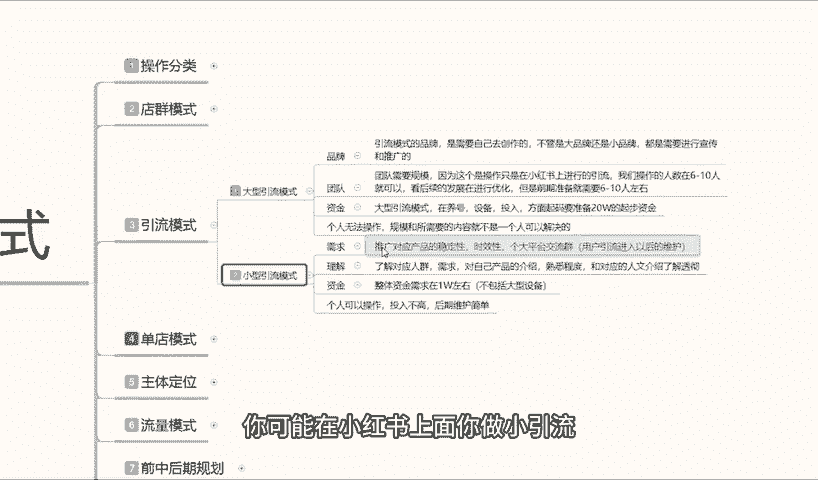 式
1 操作分类
2 店群模式
3 引流模式
2 大型引流模式
品牌
引流模式的品牌，是需要自己去创作的，不管是大品牌还是小品牌，都是需要进行宣传
和推广的
团队
团队需要规模，因为这个是操作只是在小红书上进行的引流，我们操作的人数在6-10人
就可以，看后续的发展在进行优化，但是前期准备就需要6-10人左右
资金
大型引流模式，在养号，设备，投入，方面起码要准备20W的起步资金
个人无法操作，规模和所需要的内容就不是一个人可以解决的
小型引流模式
需求
推广对应产品的稳定性，时效性，个大平台交流群（用户引流进入以后的维护）
理解
了解对应人群，需求，对自己产品的介绍，熟悉程度，和对应的人文介绍了解透彻
资金
整体资金需求在1W左右（不包括大型设备）
个人可以操作，投入不高，后期维护简单
4 单店模式
5 主体定位
6 流量模式
7 前中后期规划
你可能在小红书上面你做小引流